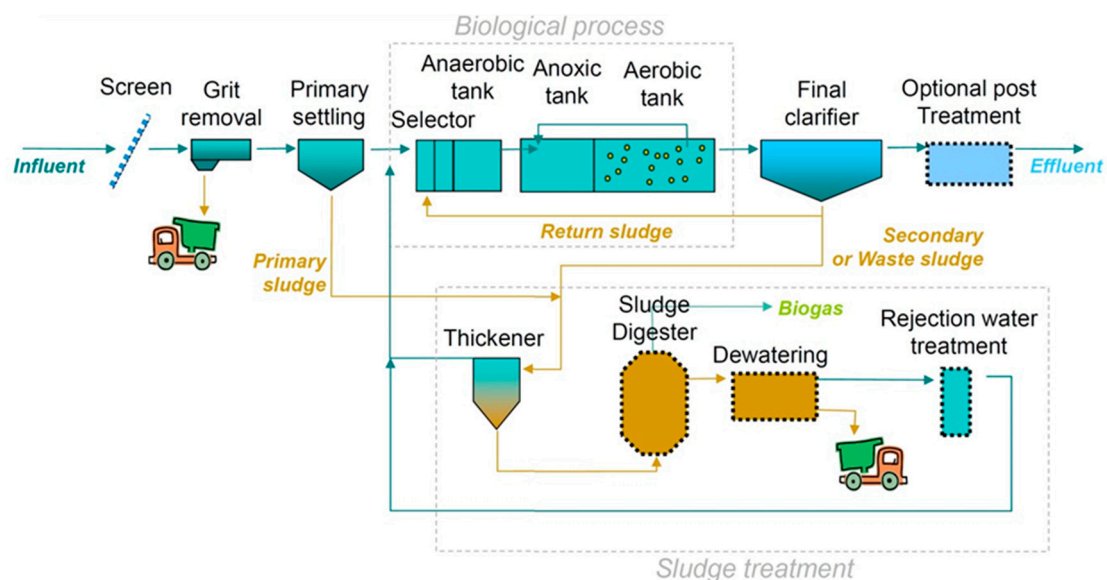 Biological process
Screen
Grit
removal
Primary
settling
Anaerobic
tank
Selector
Anoxic
tank
Aerobic
tank
Final
clarifier
Optional post
Treatment
Influent
Effluent
Return sludge
Primary
sludge
Secondary
or Waste sludge
Thickener
Sludge
Digester
Biogas
Dewatering
Rejection water
treatment
Sludge treatment